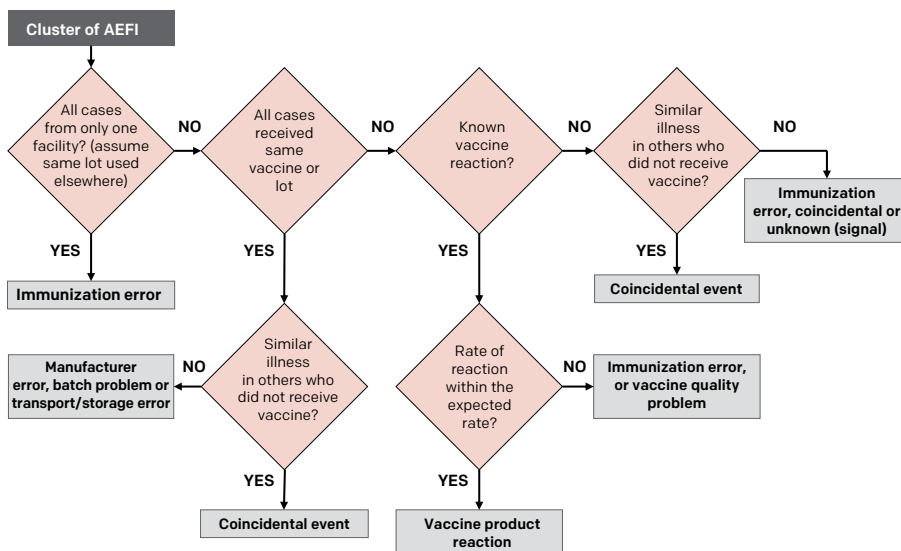 Cluster of AEFI
All cases
from only one
facility? (assume
same lot used
elsewhere)
NO
All cases
received
same
vaccine or
lot
NO
Known
vaccine
reaction?
NO
Similar
illness
in others who
did not receive
vaccine?
NO
Immunization
error, coincidental or
unknown (signal)
YES
Immunization error
YES
YES
YES
Coincidental event
Similar
illness
in others who
did not receive
vaccine?
NO
Manufacturer
error, batch problem or
transport/storage error
Rate of
reaction
within the
expected
rate?
NO
Immunization error,
or vaccine quality
problem
YES
Coincidental event
YES
Vaccine product
reaction